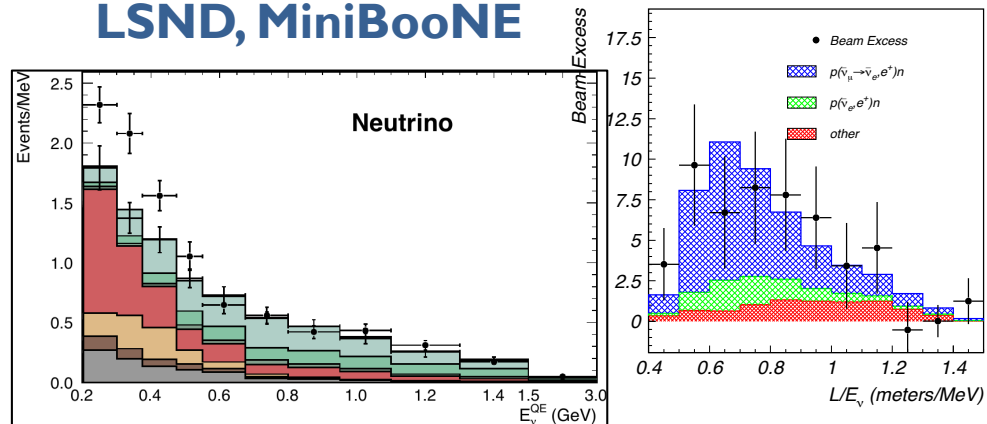 LSND, MiniBooNE
Events/MeV
2.5
2.0
1.5
1.0
0.5
0.0
Neutrino
0.2
0.4
0.6
0.8
1.0
1.2
1.4
1.5
3.0
E_ν^QE (GeV)
Beam Excess
17.5
15
12.5
10
7.5
5
2.5
0
Beam Excess
p(ν̄_μ→ν̄_e,e⁺)n
p(ν̄_e,e⁺)n
other
0.4
0.6
0.8
1
1.2
1.4
L/E_ν (meters/MeV)